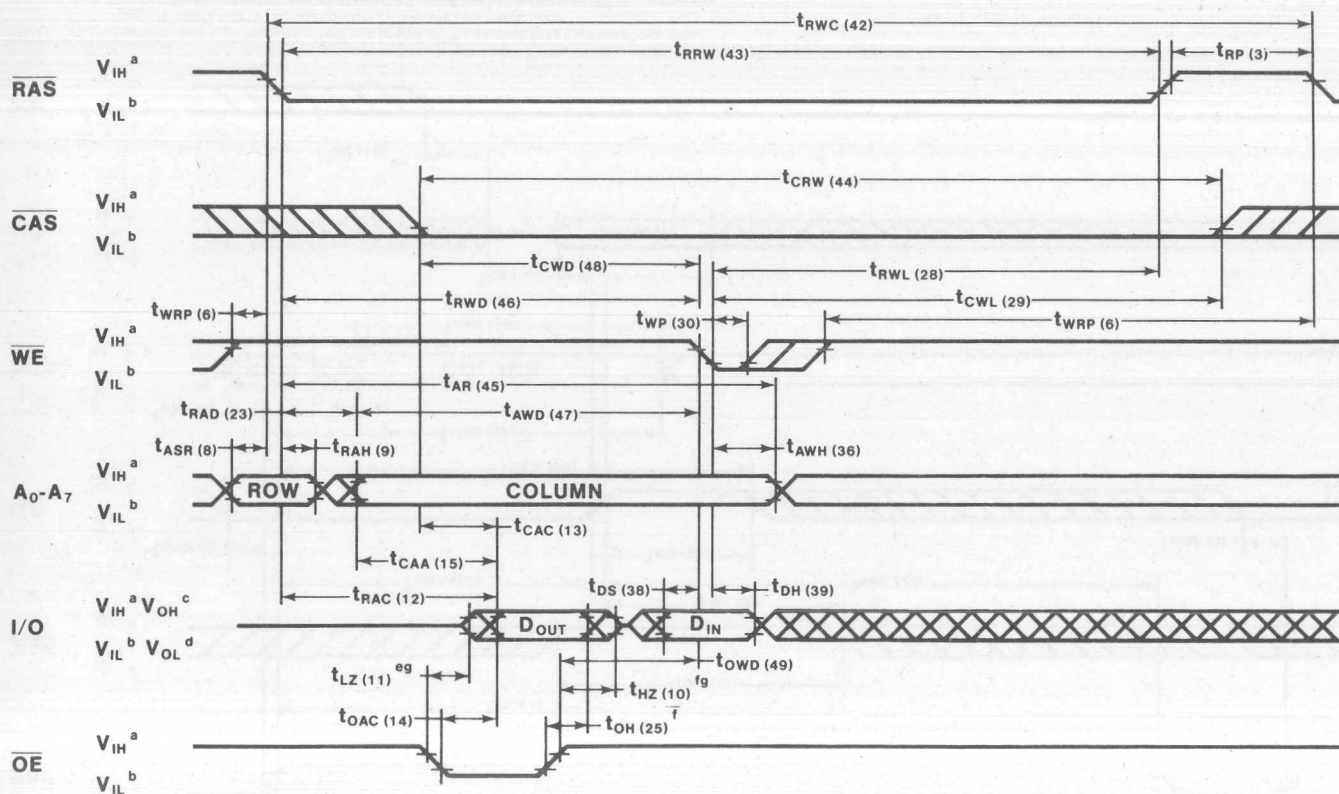 tRWC (42)
tRRW (43)
tRP (3)
RAS
VIH a
VIL b
tCRW (44)
CAS
VIH a
VIL b
tCWD (48)
tRWL (28)
tRWD (46)
tCWL (29)
tWRP (6)
tWP (30)
tWRP (6)
WE
VIH a
VIL b
tAR (45)
tRAD (23)
tAWD (47)
tASR (8)
tRAH (9)
tAWH (36)
A0-A7
VIH a
VIL b
ROW
COLUMN
tCAC (13)
tCAA (15)
tRAC (12)
tDS (38)
tDH (39)
I/O
VIH a VOH c
VIL b VOL d
DOUT
DIN
tOWD (49)
tLZ (11) eg
tHZ (10) fg
tOAC (14)
tOH (25) f
OE
VIH a
VIL b